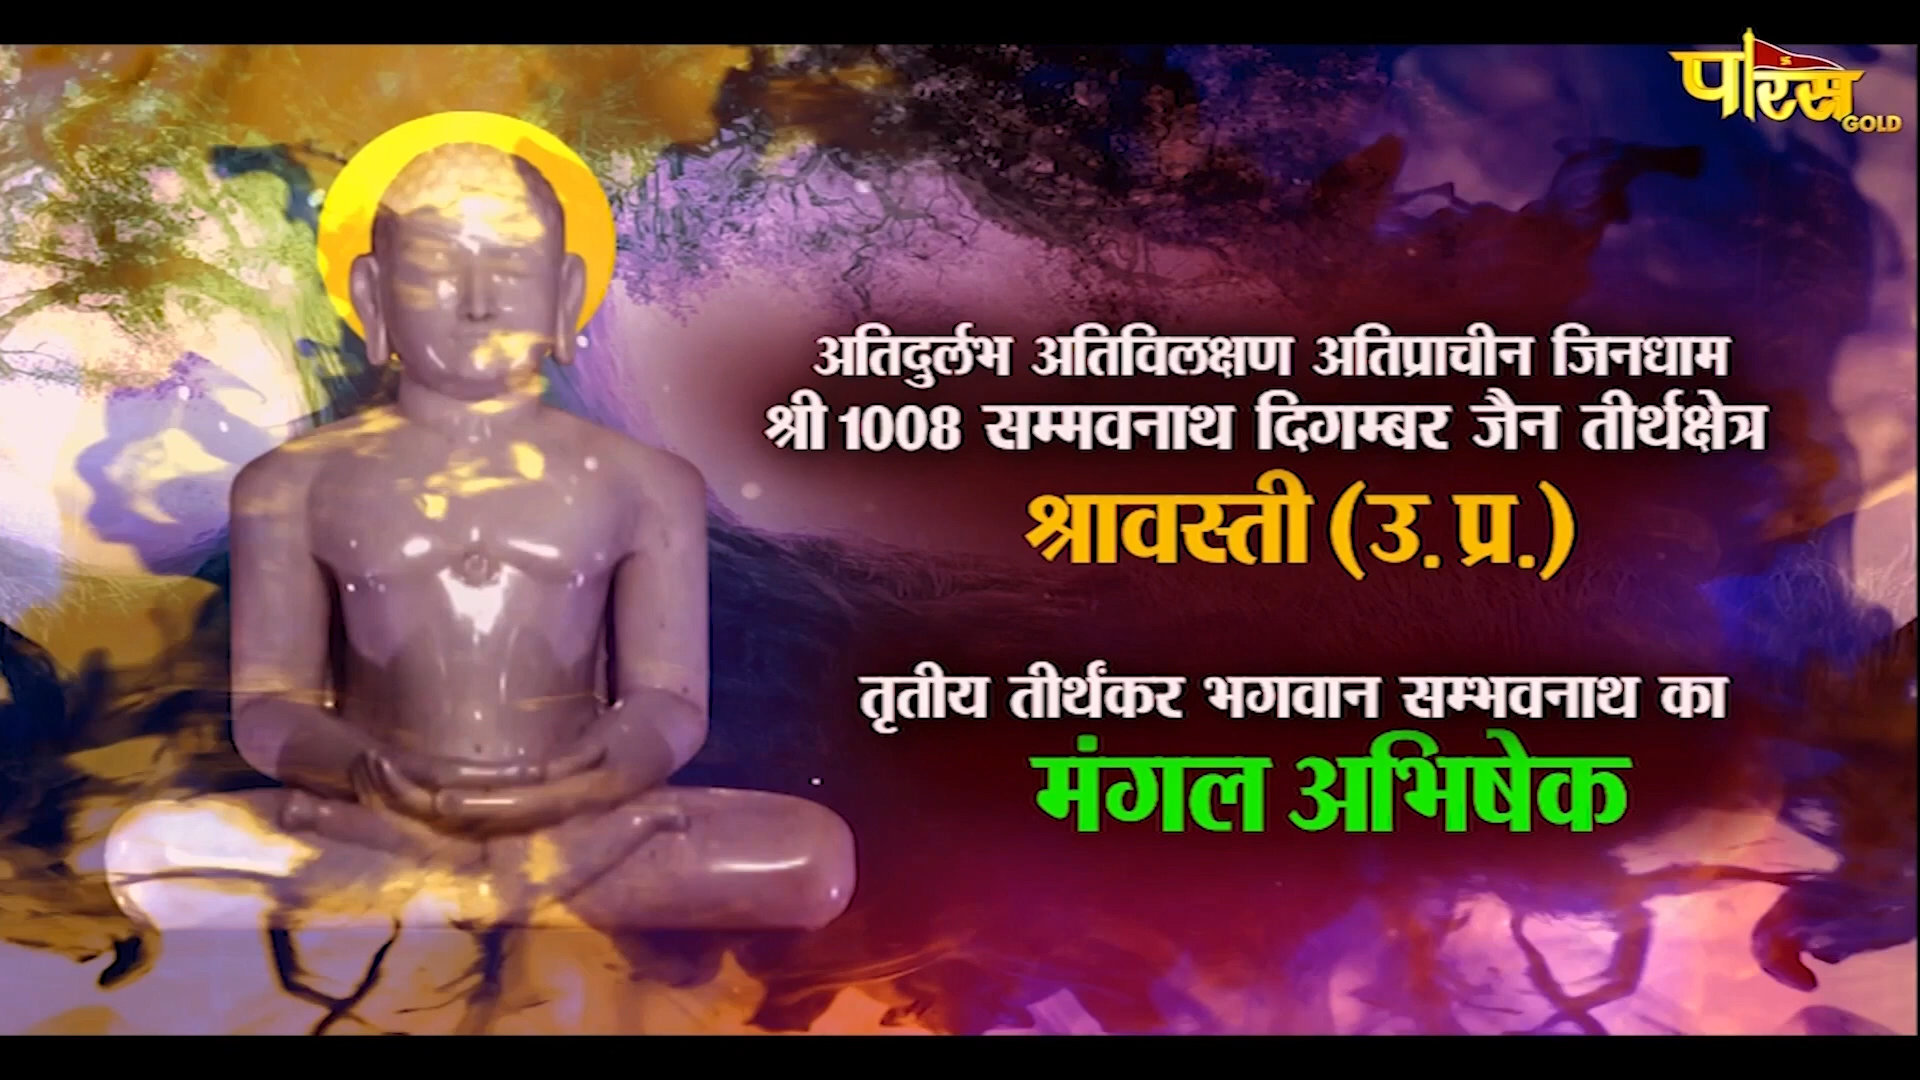 पारस
GOLD
अतिदुर्लभ अतिविलक्षण अतिप्राचीन जिनधाम
श्री 1008 सम्मवनाथ दिगम्बर जैन तीर्थक्षेत्र
श्रावस्ती (उ. प्र.)
तृतीय तीर्थंकर भगवान सम्भवनाथ का
मंगल अभिषेक